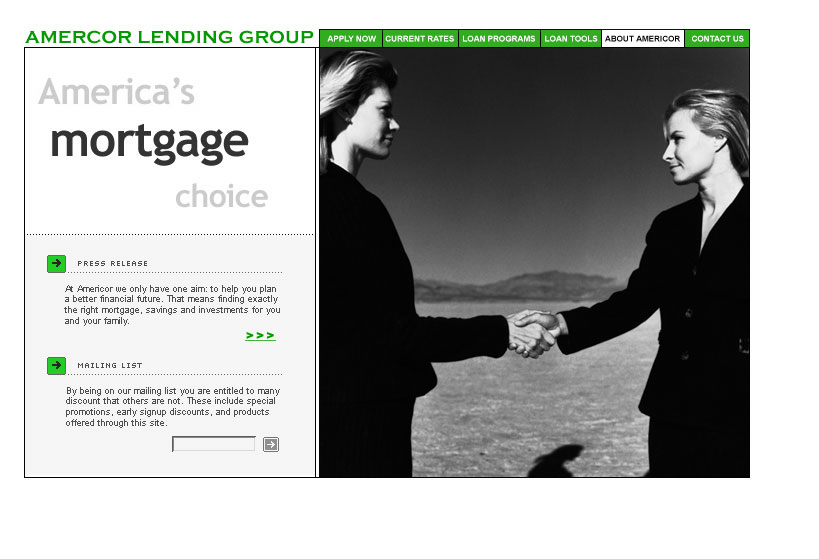 AMERCOR LENDING GROUP
APPLY NOW
CURRENT RATES
LOAN PROGRAMS
LOAN TOOLS
ABOUT AMERICOR
CONTACT US
America's
mortgage
choice
PRESS RELEASE
At Americor we only have one aim: to help you plan
a better financial future. That means finding exactly
the right mortgage, savings and investments for you
and your family.
>>>
MAILING LIST
By being on our mailing list you are entitled to many
discount that others are not. These include special
promotions, early signup discounts, and products
offered through this site.